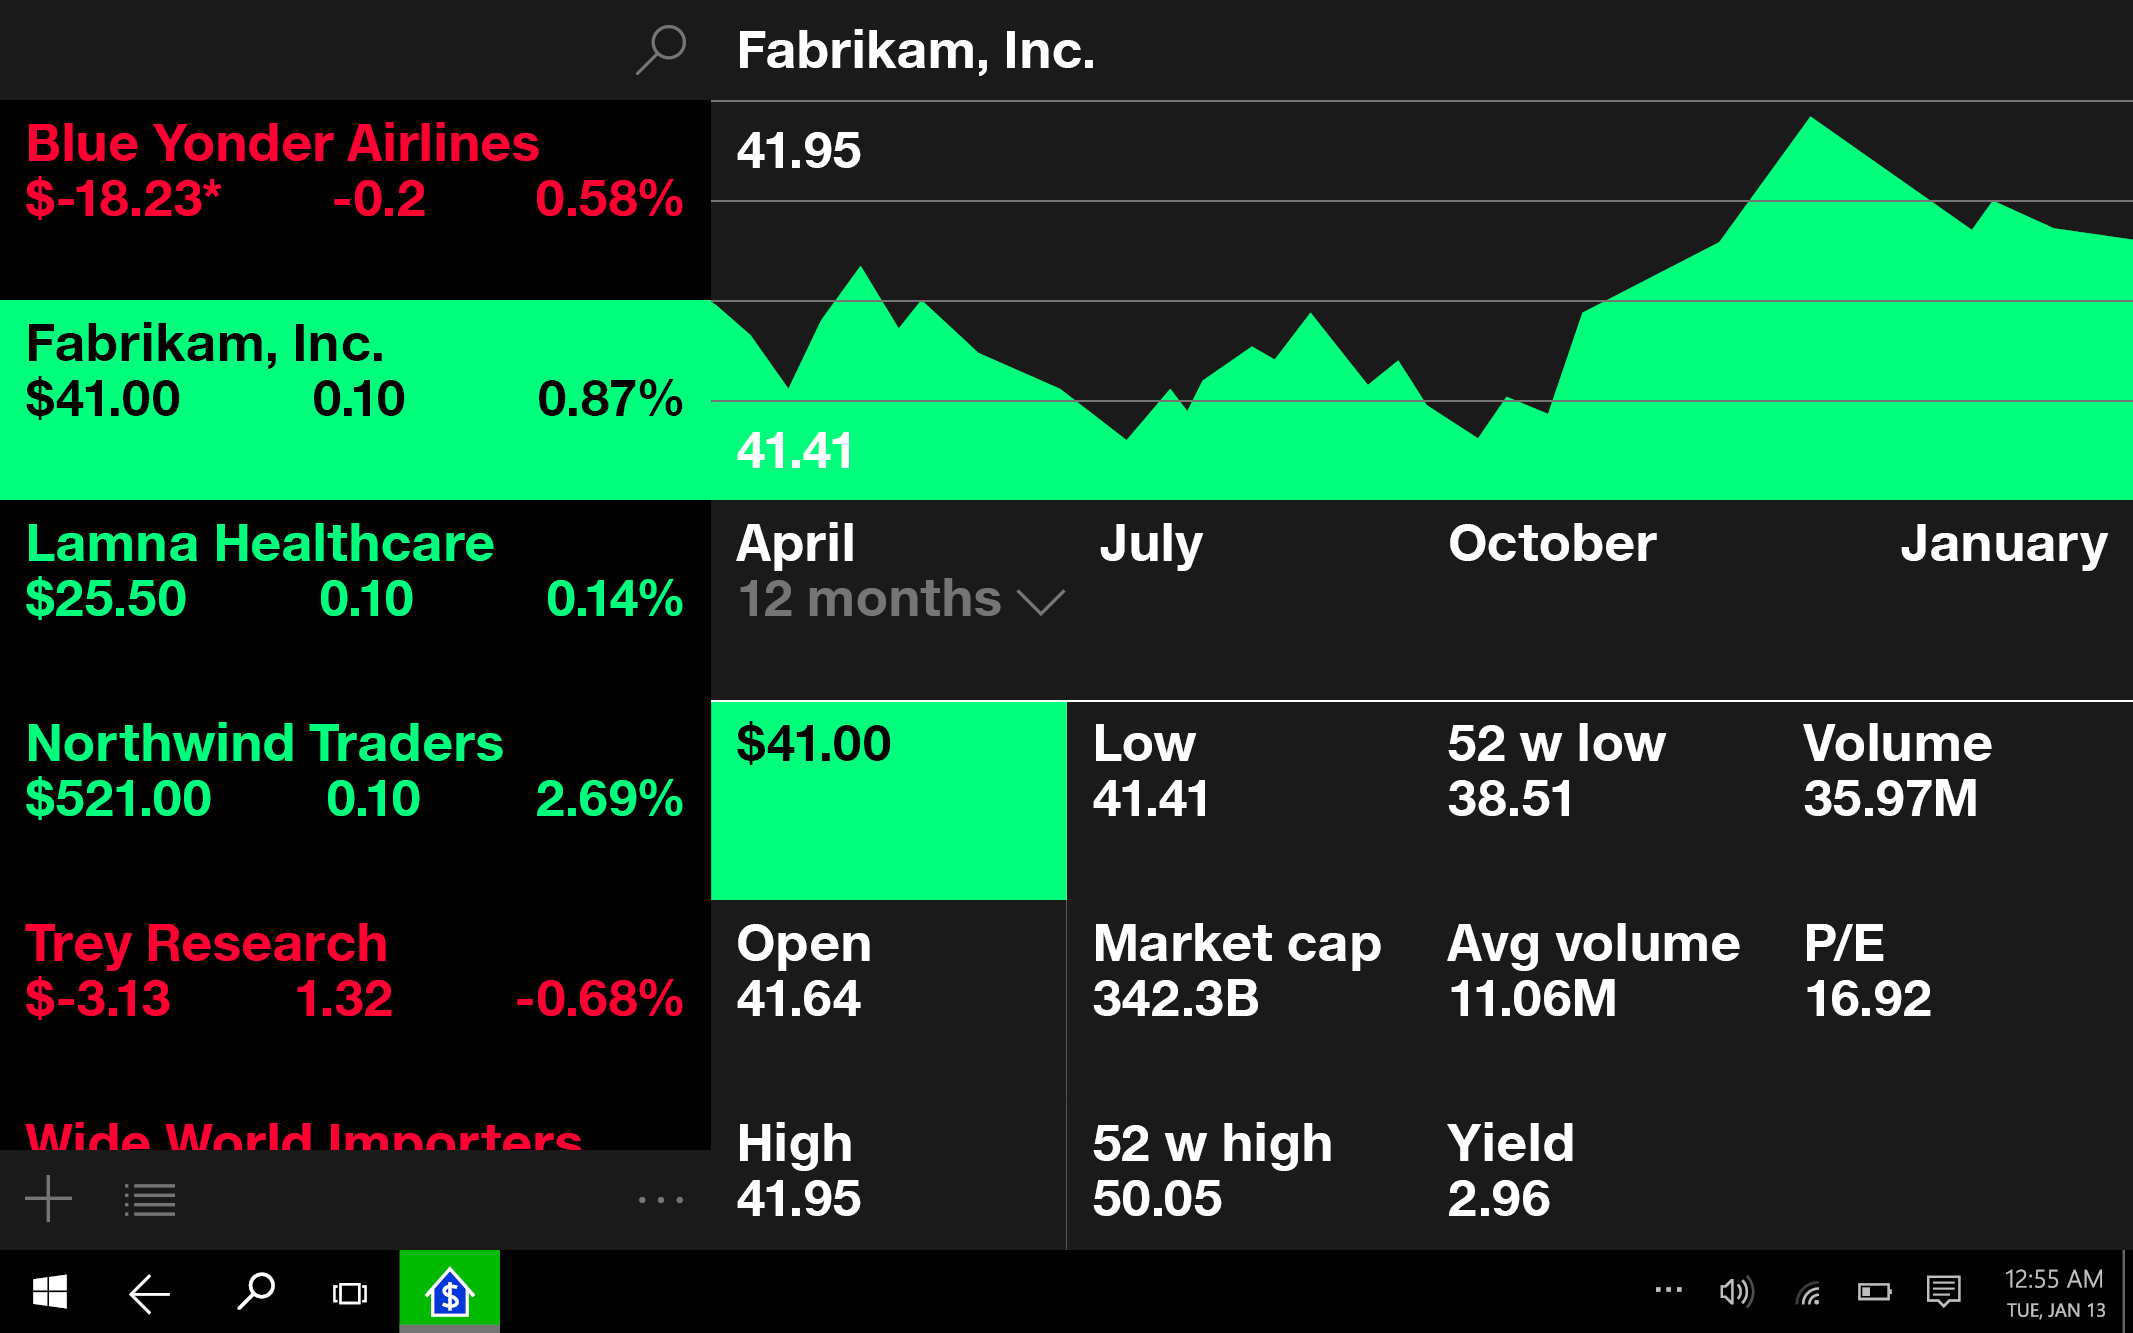 Fabrikam, Inc.
Blue Yonder Airlines
$-18.23* -0.2 0.58%
Fabrikam, Inc.
$41.00 0.10 0.87%
Lamna Healthcare
$25.50 0.10 0.14%
Northwind Traders
$521.00 0.10 2.69%
Trey Research
$-3.13 1.32 -0.68%
Wide World Importers
41.95
41.41
April July October January
12 months
$41.00
Low
41.41
52 w low
38.51
Volume
35.97M
Open
41.64
Market cap
342.3B
Avg volume
11.06M
P/E
16.92
High
41.95
52 w high
50.05
Yield
2.96
$
12:55 AM
TUE, JAN 13